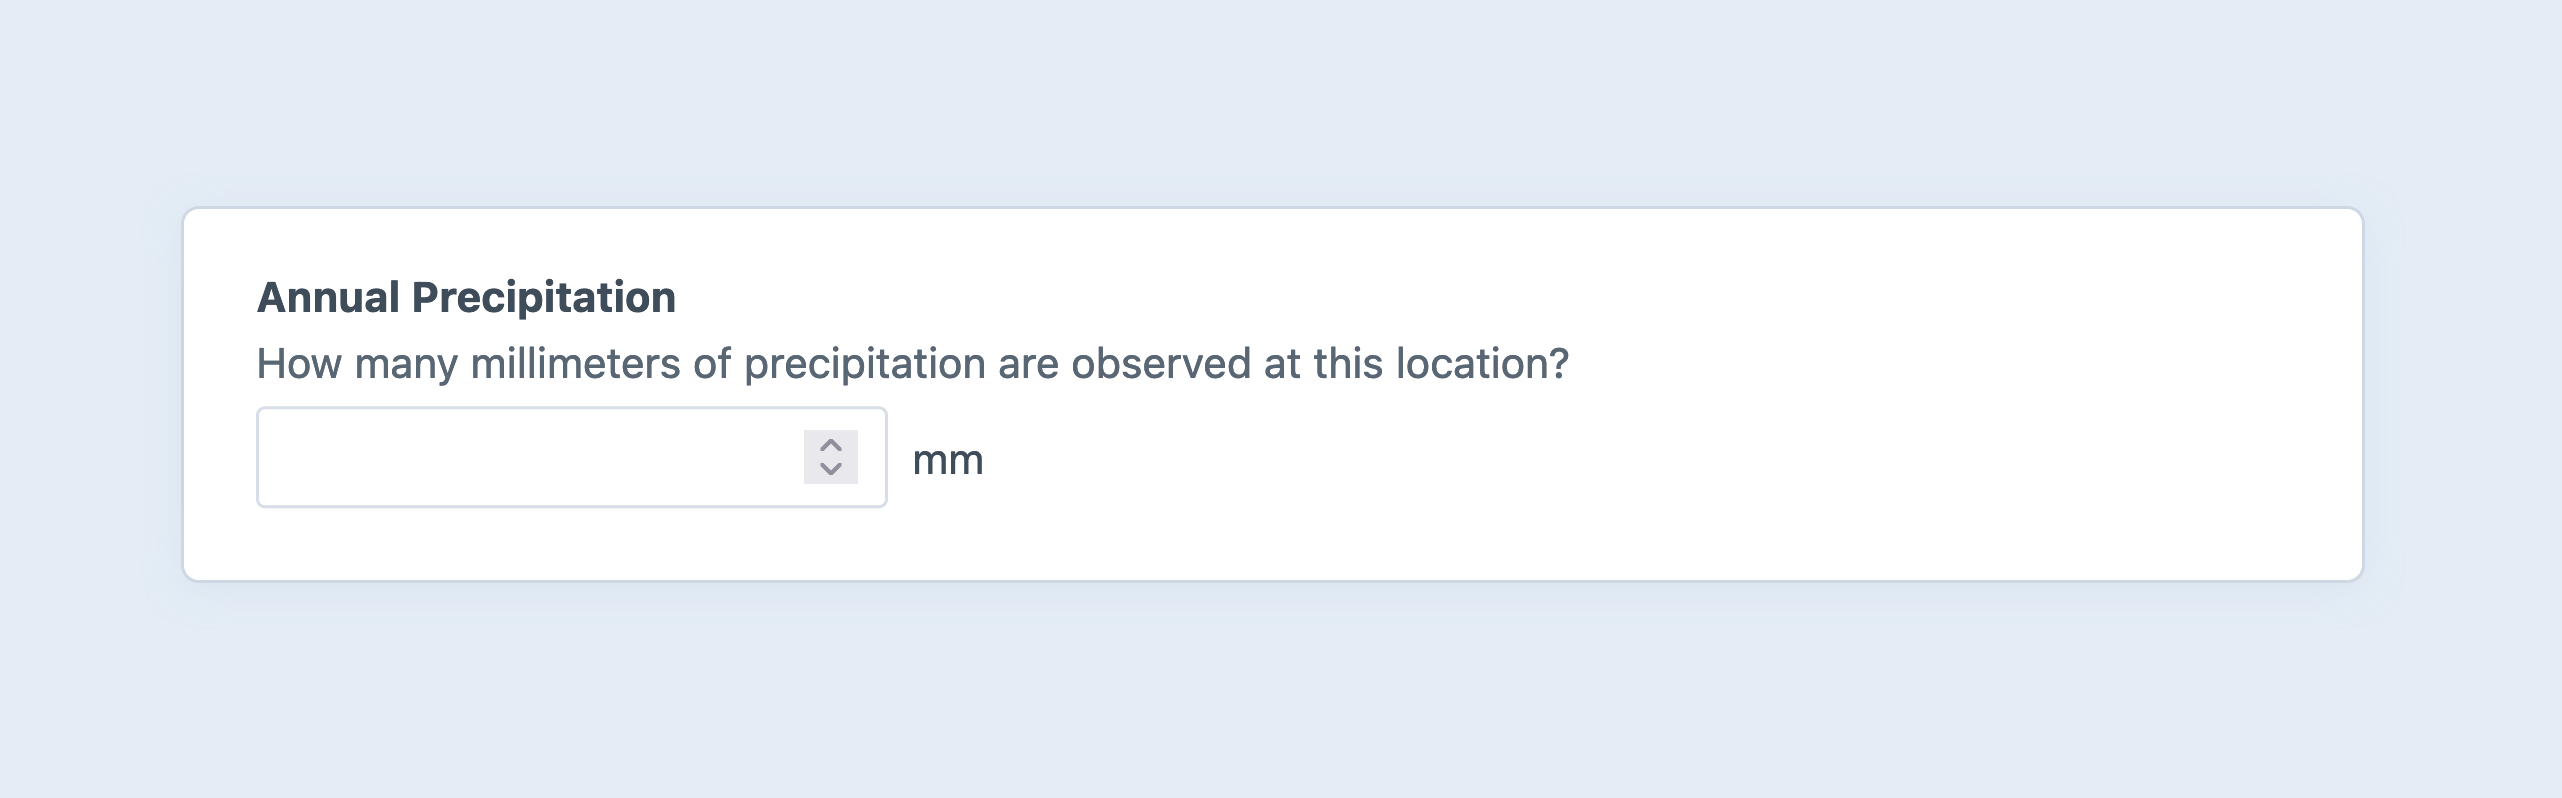 Annual Precipitation
How many millimeters of precipitation are observed at this location?
mm